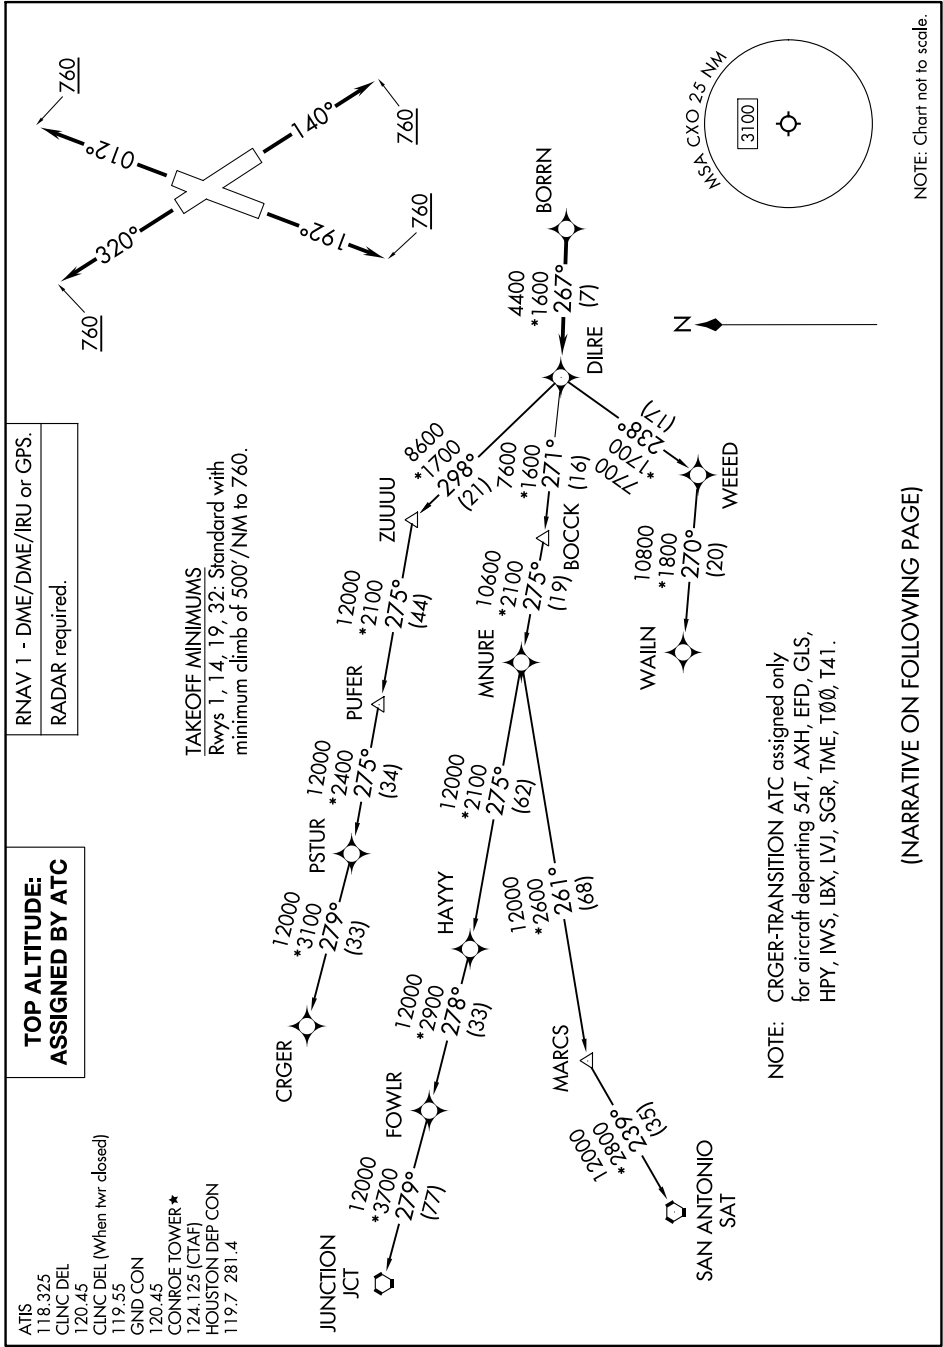 ATIS
118.325
CLNC DEL
120.45
CLNC DEL (When twr closed)
119.55
GND CON
120.45
CONROE TOWER★
124.125 (CTAF)
HOUSTON DEP CON
119.7 281.4
TOP ALTITUDE:
ASSIGNED BY ATC
RNAV 1 - DME/DME/IRU or GPS.
RADAR required.
TAKEOFF MINIMUMS
Rwys 1, 14, 19, 32: Standard with
minimum climb of 500'/NM to 760.
760
320°
760
012°
760
192°
760
140°
CRGER
12000
*3100
279°
(33)
PSTUR
12000
*2400
275°
(34)
PUFER
12000
*2100
275°
(44)
ZUUUU
8600
*1700
298°
(21)
JUNCTION
JCT
12000
*3700
279°
(77)
FOWLR
12000
*2900
278°
(33)
HAYYY
12000
*2100
275°
(62)
MNURE
10600
*2100
275°
(19)
BOCCK
7600
*1600
271°
(16)
DILRE
4400
*1600
267°
(7)
BORRN
SAN ANTONIO
SAT
12000
*2800
239°
(35)
MARCS
12000
*2600
261°
(68)
WAILN
10800
*1800
270°
(20)
WEEED
7700
*1700
238°
(17)
N
MSA CXO 25 NM
3100
NOTE: CRGER-TRANSITION ATC assigned only
for aircraft departing 54T, AXH, EFD, GLS,
HPY, IWS, LBX, LVJ, SGR, TME, TØØ, T41.
(NARRATIVE ON FOLLOWING PAGE)
NOTE: Chart not to scale.